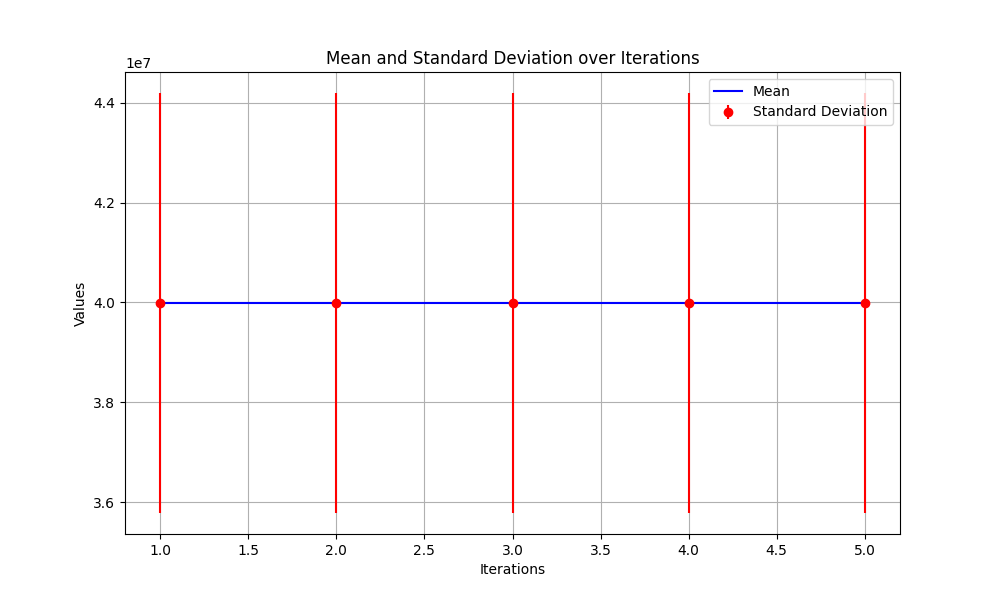 Mean and Standard Deviation over Iterations
1e7
Mean
Standard Deviation
4.4
4.2
4.0
3.8
3.6
Values
1.0 1.5 2.0 2.5 3.0 3.5 4.0 4.5 5.0
Iterations